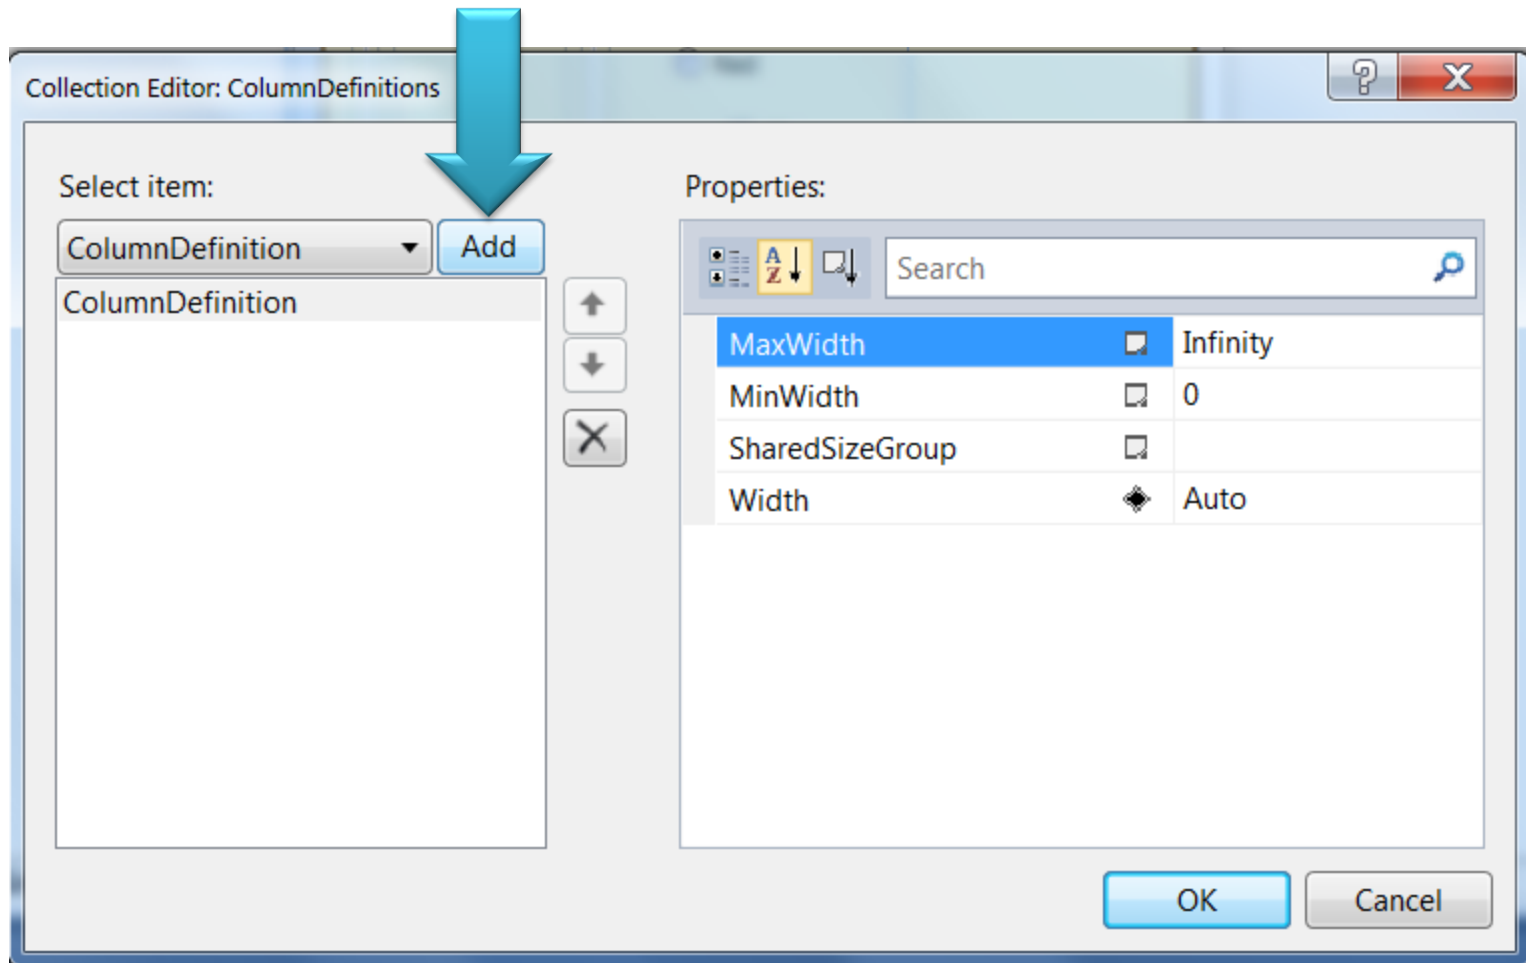 Collection Editor: ColumnDefinitions
Select item:
ColumnDefinition
Add
ColumnDefinition
Properties:
Search
MaxWidth Infinity
MinWidth 0
SharedSizeGroup
Width Auto
OK
Cancel